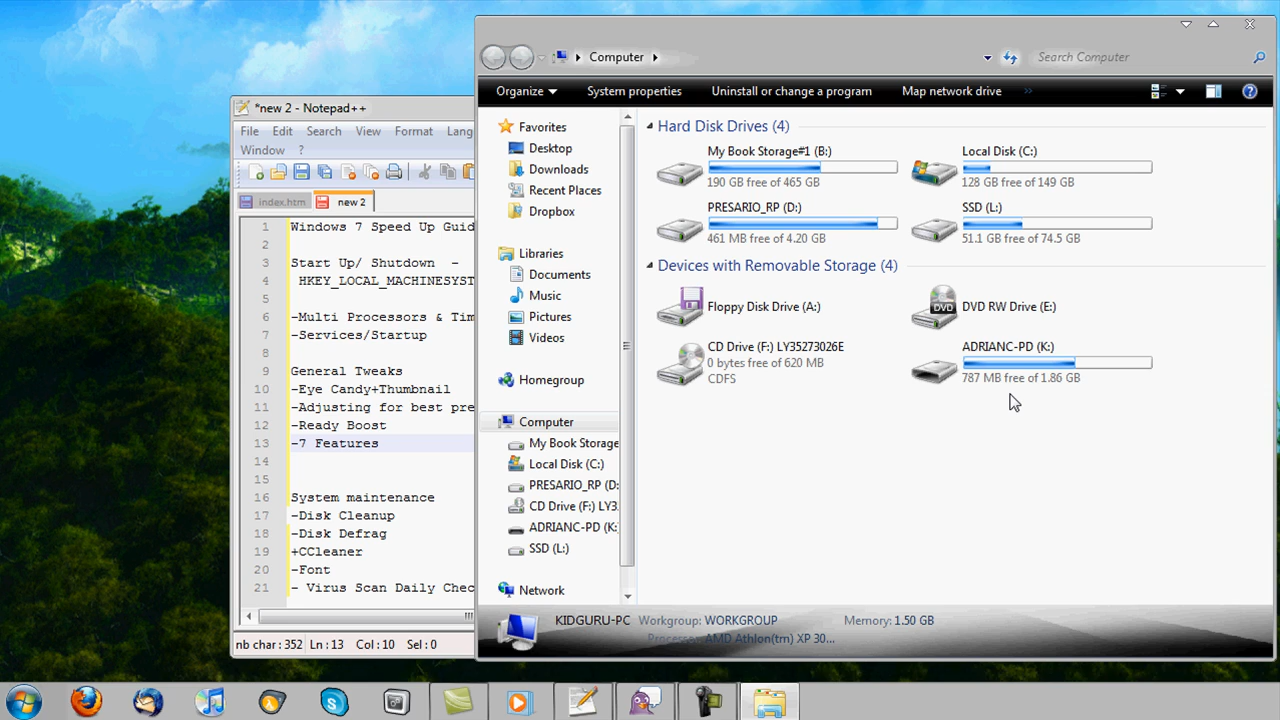 *new 2 - Notepad++
File Edit Search View Format Lang
Window ?
index.htm new 2
1 Windows 7 Speed Up Guid
2
3 Start Up/ Shutdown -
4 HKEY_LOCAL_MACHINESYST
5
6 -Multi Processors & Tim
7 -Services/Startup
8
9 General Tweaks
10 -Eye Candy+Thumbnail
11 -Adjusting for best pre
12 -Ready Boost
13 -7 Features
14
15
16 System maintenance
17 -Disk Cleanup
18 -Disk Defrag
19 +CCleaner
20 -Font
21 - Virus Scan Daily Chec
nb char : 352 Ln : 13 Col : 10 Sel : 0
Computer
Search Computer
Organize System properties Uninstall or change a program Map network drive »
Favorites
Desktop
Downloads
Recent Places
Dropbox
Libraries
Documents
Music
Pictures
Videos
Homegroup
Computer
My Book Storage
Local Disk (C:)
PRESARIO_RP (D:
CD Drive (F:) LY3
ADRIANC-PD (K:
SSD (L:)
Network
Hard Disk Drives (4)
My Book Storage#1 (B:)
190 GB free of 465 GB
Local Disk (C:)
128 GB free of 149 GB
PRESARIO_RP (D:)
461 MB free of 4.20 GB
SSD (L:)
51.1 GB free of 74.5 GB
Devices with Removable Storage (4)
Floppy Disk Drive (A:)
DVD
DVD RW Drive (E:)
CD Drive (F:) LY35273026E
0 bytes free of 620 MB
CDFS
ADRIANC-PD (K:)
787 MB free of 1.86 GB
KIDGURU-PC Workgroup: WORKGROUP Memory: 1.50 GB
Processor: AMD Athlon(tm) XP 30...